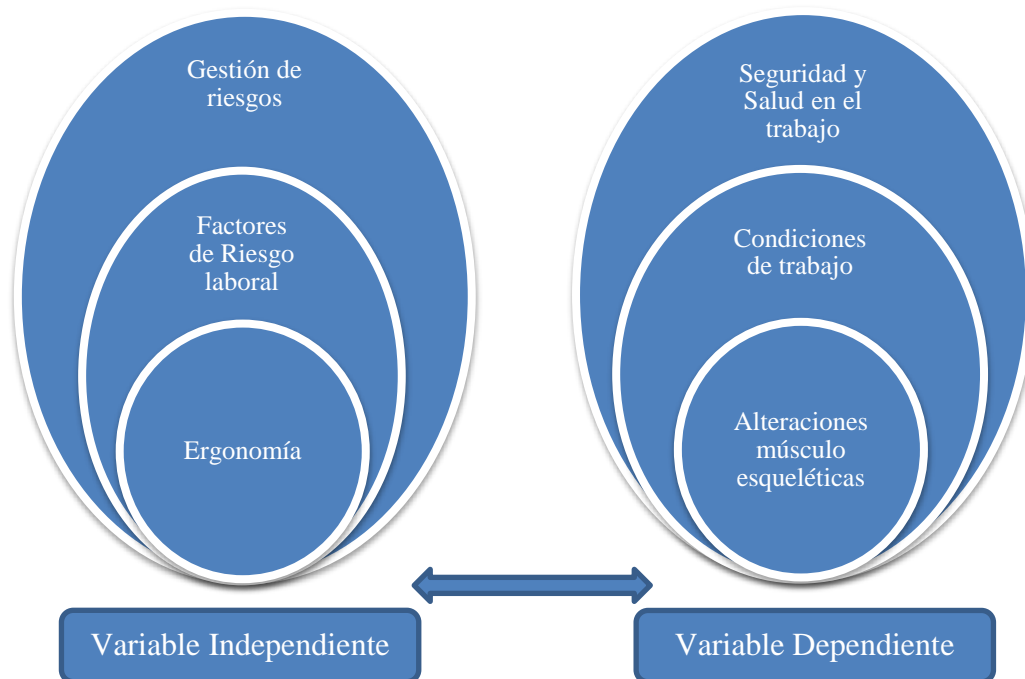 Gestión de
riesgos
Factores
de Riesgo
laboral
Ergonomía
Variable Independiente
Seguridad y
Salud en el
trabajo
Condiciones
de trabajo
Alteraciones
músculo
esqueléticas
Variable Dependiente